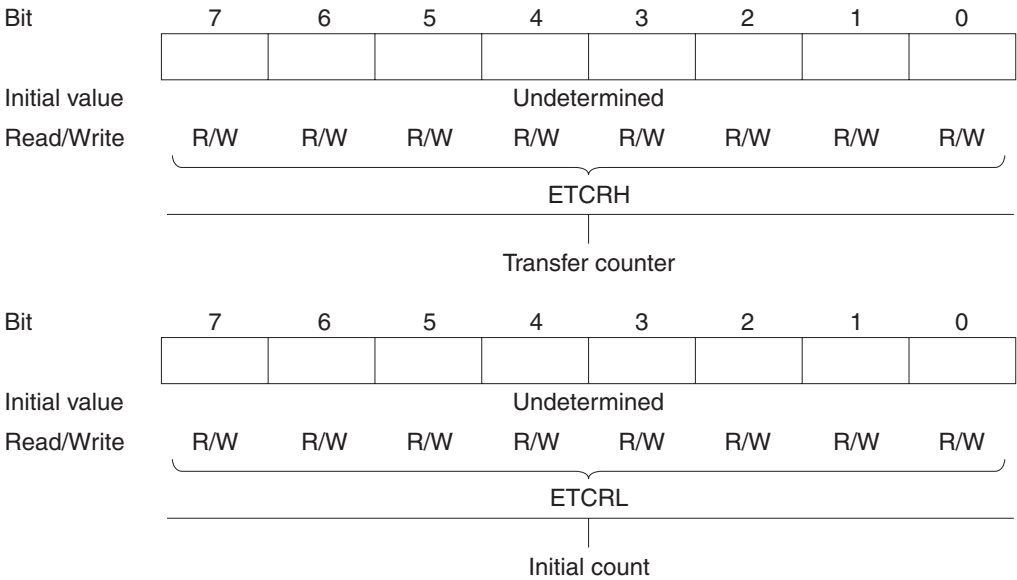 Bit 7 6 5 4 3 2 1 0
Initial value Undetermined
Read/Write R/W R/W R/W R/W R/W R/W R/W R/W
ETCRH
Transfer counter
Bit 7 6 5 4 3 2 1 0
Initial value Undetermined
Read/Write R/W R/W R/W R/W R/W R/W R/W R/W
ETCRL
Initial count